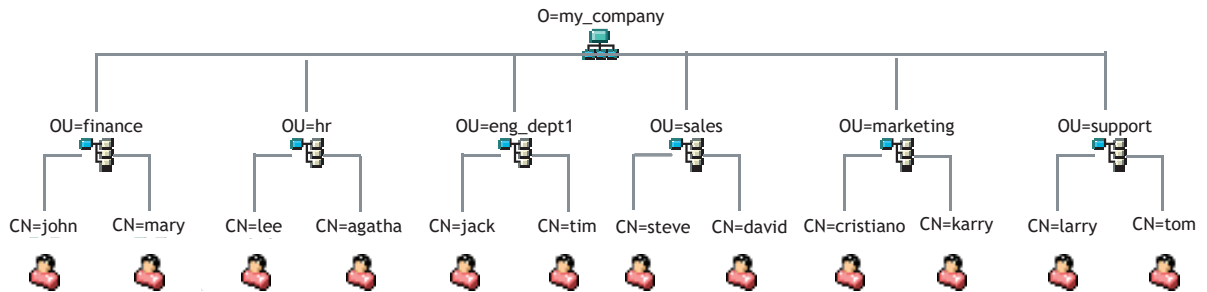 O=my_company
OU=finance OU=hr OU=eng_dept1 OU=sales OU=marketing OU=support
CN=john CN=mary CN=lee CN=agatha CN=jack CN=tim CN=steve CN=david CN=cristiano CN=karry CN=larry CN=tom